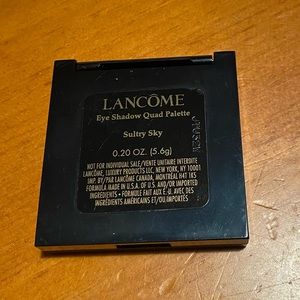 LANCÔME
Eye Shadow Quad Palette
Sultry Sky
0.20 OZ. (5.6g)
NOT FOR INDIVIDUAL SALE/VENTE UNITAIRE INTERDITE
LANCÔME, LUXURY PRODUCTS LLC, NEW YORK, NY 10001
IMP. BY/PAR LANCÔME CANADA, MONTRÉAL H4T 1K5
FORMULA MADE IN U.S.A. OF U.S. AND/OR IMPORTED
INGREDIENTS - FORMULE FAIT AUX É.-U. AVEC DES
INGRÉDIENTS AMÉRICAINS ET/OU IMPORTÉS